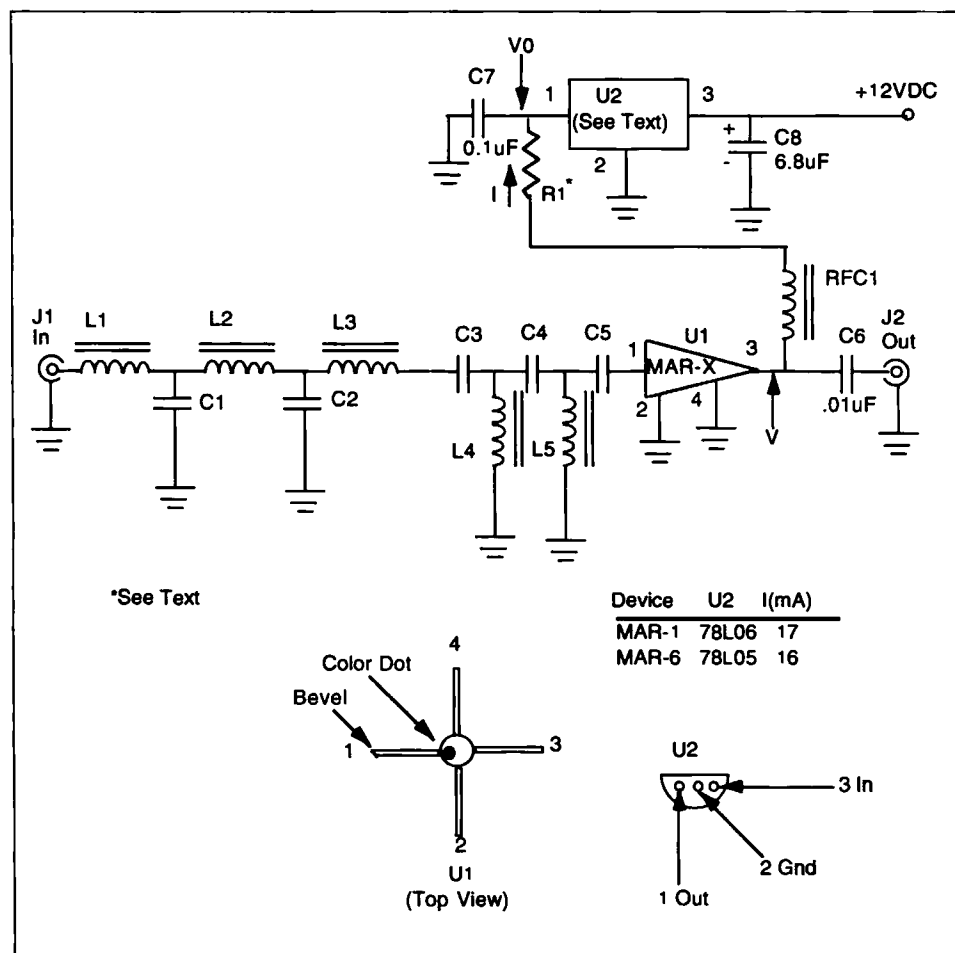 V0
C7
1
U2
(See Text)
3
+12VDC
0.1uF
2
+
-
C8
6.8uF
I
R1*
RFC1
J1
In
L1
L2
L3
C3
C4
C5
U1
1
MAR-X
3
C6
J2
Out
C1
C2
2
4
.01uF
L4
L5
V
*See Text
Device U2 I(mA)
MAR-1 78L06 17
MAR-6 78L05 16
4
Color Dot
Bevel
1
3
2
U1
(Top View)
U2
3 In
2 Gnd
1 Out